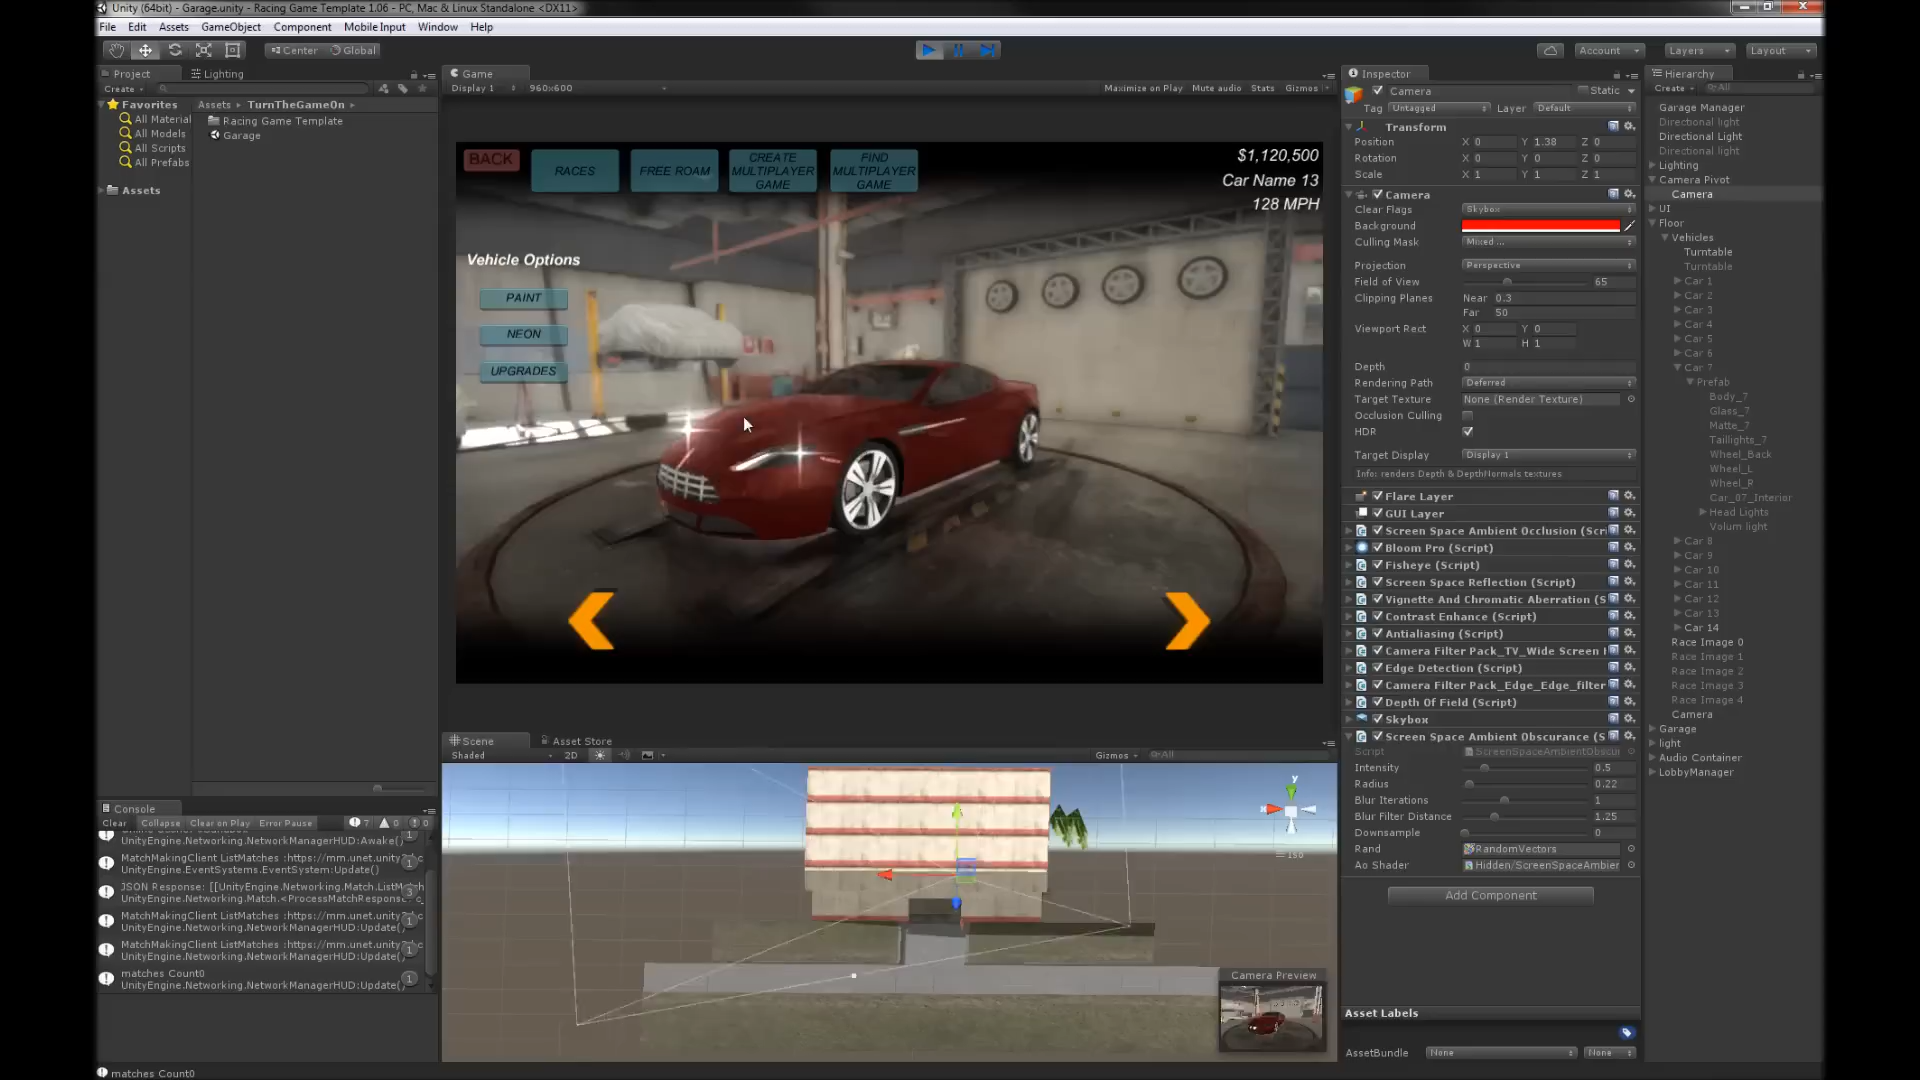 Unity (64bit) - Garage.unity - Racing Game Template 1.06 - PC, Mac & Linux Standalone <DX11>
File Edit Assets GameObject Component Mobile Input Window Help
Center Global Account Layers Layout
Project Lighting
Create
Favorites
All Material
All Models
All Scripts
All Prefabs
Assets
Assets TurnTheGameOn
Racing Game Template
Garage
Game
Display 1 960x600 Maximize on Play Mute audio Stats Gizmos
BACK
RACES
FREE ROAM
CREATE
MULTIPLAYER
GAME
FIND
MULTIPLAYER
GAME
$1,120,500
Car Name 13
128 MPH
Vehicle Options
PAINT
NEON
UPGRADES
Scene Asset Store
Shaded 2D Gizmos All
y
x
150
Camera Preview
Console
Clear Collapse Clear on Play Error Pause 7 0 0
UnityEngine.Networking.NetworkManagerHUD:Awake() 1
MatchMakingClient ListMatches :https://mm.unet.unity3d.c
UnityEngine.EventSystems.EventSystem:Update() 1
JSON Response: [[UnityEngine.Networking.Match.ListMatch
UnityEngine.Networking.Match.<ProcessMatchResponse 3
MatchMakingClient ListMatches :https://mm.unet.unity3d.c
UnityEngine.Networking.NetworkManagerHUD:Update() 1
MatchMakingClient ListMatches :https://mm.unet.unity3d.c
UnityEngine.Networking.NetworkManagerHUD:Update() 1
matches Count0
UnityEngine.Networking.NetworkManagerHUD:Update() 1
matches Count0
Inspector
Camera Static
Tag Untagged Layer Default
Transform
Position X 0 Y 1.38 Z 0
Rotation X 0 Y 0 Z 0
Scale X 1 Y 1 Z 1
Camera
Clear Flags Skybox
Background
Culling Mask Mixed ...
Projection Perspective
Field of View 65
Clipping Planes Near 0.3
Far 50
Viewport Rect X 0 Y 0
W 1 H 1
Depth 0
Rendering Path Deferred
Target Texture None (Render Texture)
Occlusion Culling
HDR
Target Display Display 1
Info: renders Depth & DepthNormals textures
Flare Layer
GUI Layer
Screen Space Ambient Occlusion (Scri
Bloom Pro (Script)
Fisheye (Script)
Screen Space Reflection (Script)
Vignette And Chromatic Aberration (S
Contrast Enhance (Script)
Antialiasing (Script)
Camera Filter Pack_TV_Wide Screen
Edge Detection (Script)
Camera Filter Pack_Edge_Edge_filter
Depth Of Field (Script)
Skybox
Screen Space Ambient Obscurance (S
Script ScreenSpaceAmbientObscur
Intensity 0.5
Radius 0.22
Blur Iterations 1
Blur Filter Distance 1.25
Downsample 0
Rand RandomVectors
Ao Shader Hidden/ScreenSpaceAmbier
Add Component
Asset Labels
AssetBundle None None
Hierarchy
Create All
Garage Manager
Directional light
Directional Light
Directional light
Lighting
Camera Pivot
Camera
UI
Floor
Vehicles
Turntable
Turntable
Car 1
Car 2
Car 3
Car 4
Car 5
Car 6
Car 7
Prefab
Body_7
Glass_7
Matte_7
Taillights_7
Wheel_Back
Wheel_L
Wheel_R
Car_07_Interior
Head Lights
Volum light
Car 8
Car 9
Car 10
Car 11
Car 12
Car 13
Car 14
Race Image 0
Race Image 1
Race Image 2
Race Image 3
Race Image 4
Camera
Garage
light
Audio Container
LobbyManager